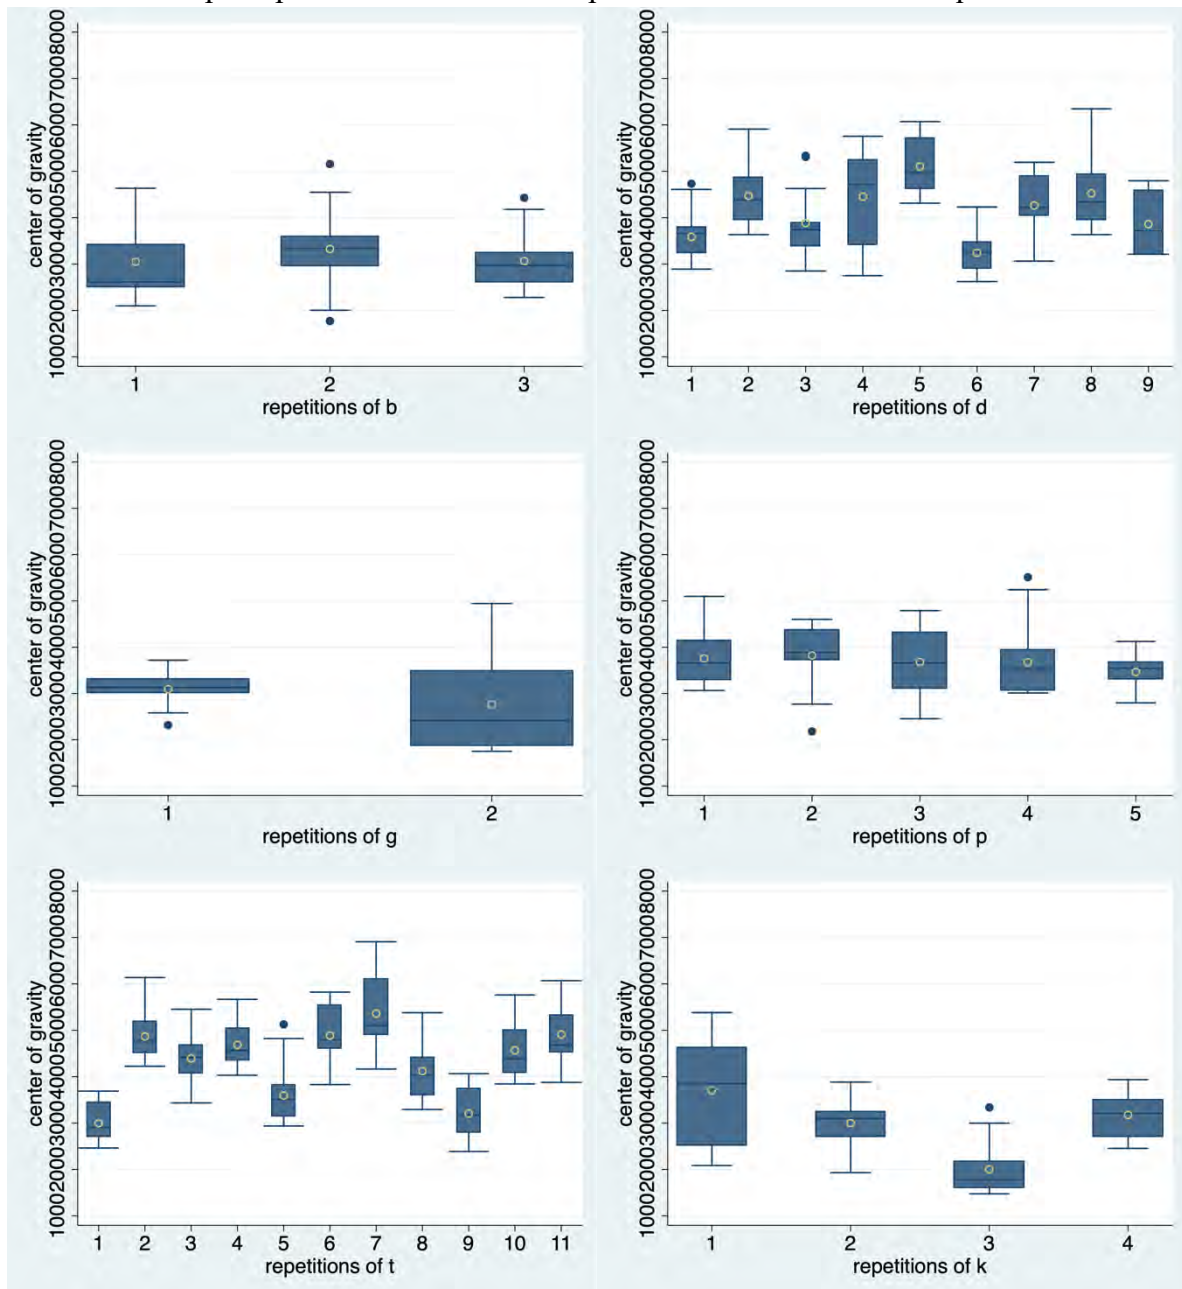 center of gravity
10002000300040005000600070008000
1 2 3
repetitions of b
center of gravity
10002000300040005000600070008000
1 2 3 4 5 6 7 8 9
repetitions of d
center of gravity
10002000300040005000600070008000
1 2
repetitions of g
center of gravity
10002000300040005000600070008000
1 2 3 4 5
repetitions of p
center of gravity
10002000300040005000600070008000
1 2 3 4 5 6 7 8 9 10 11
repetitions of t
center of gravity
10002000300040005000600070008000
1 2 3 4
repetitions of k